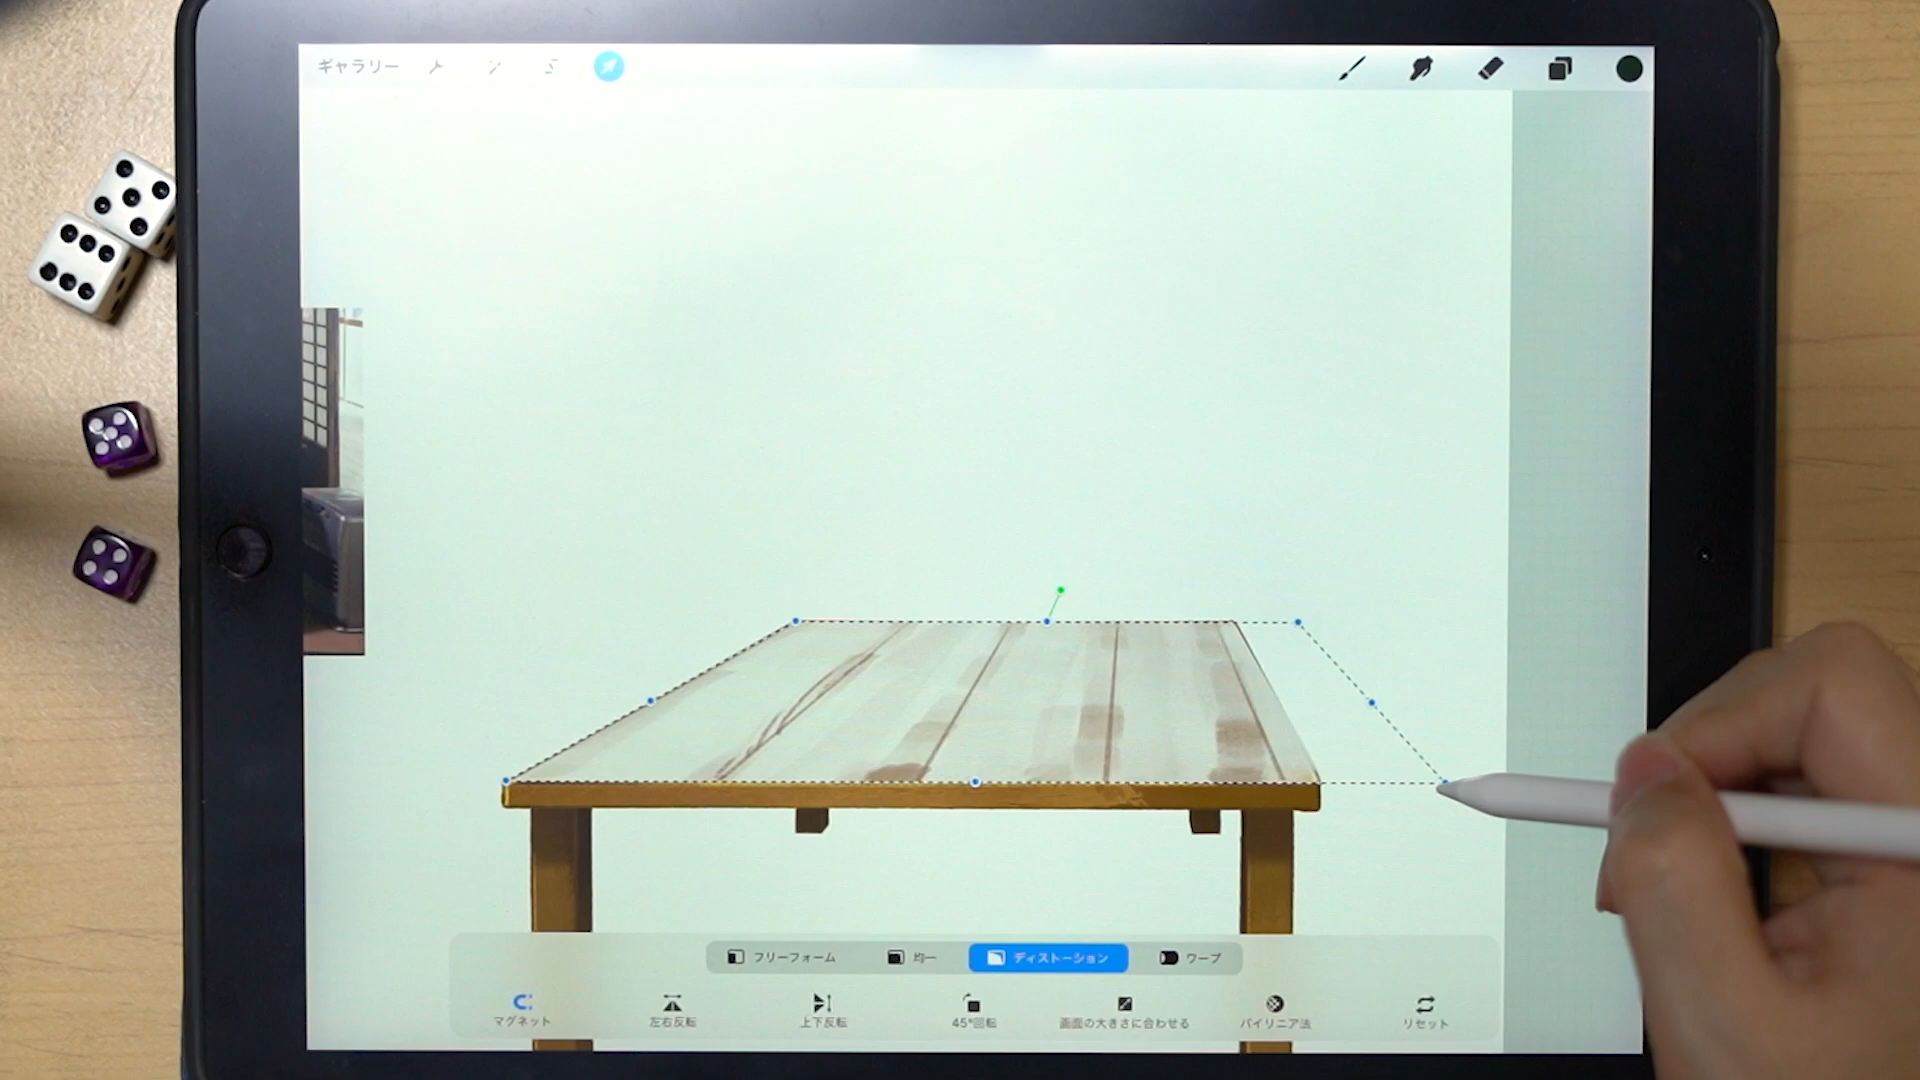 ギャラリー
フリーフォーム
均一
ディストーション
ワープ
マグネット
左右反転
上下反転
45°回転
画面の大きさに合わせる
バイリニア法
リセット